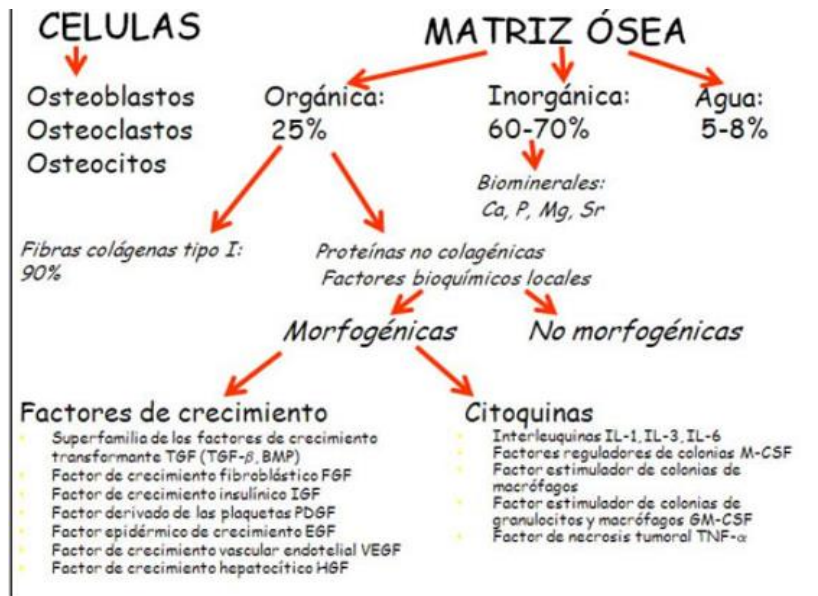 CELULAS
MATRIZ ÓSEA
Osteoblastos
Osteoclastos
Osteocitos
Orgánica:
25%
Inorgánica:
60-70%
Agua:
5-8%
Biominerales:
Ca, P, Mg, Sr
Fibras colágenas tipo I:
90%
Proteínas no colagénicas
Factores bioquímicos locales
Morfogénicas
No morfogénicas
Factores de crecimiento
Superfamilia de los factores de crecimiento
transformante TGF (TGF-β, BMP)
Factor de crecimiento fibroblástico FGF
Factor de crecimiento insulínico IGF
Factor derivado de las plaquetas PDGF
Factor epidérmico de crecimiento EGF
Factor de crecimiento vascular endotelial VEGF
Factor de crecimiento hepatocítico HGF
Citoquinas
Interleuquinas IL-1, IL-3, IL-6
Factores reguladores de colonias M-CSF
Factor estimulador de colonias de
macrófagos
Factor estimulador de colonias de
granulocitos y macrófagos GM-CSF
Factor de necrosis tumoral TNF-α